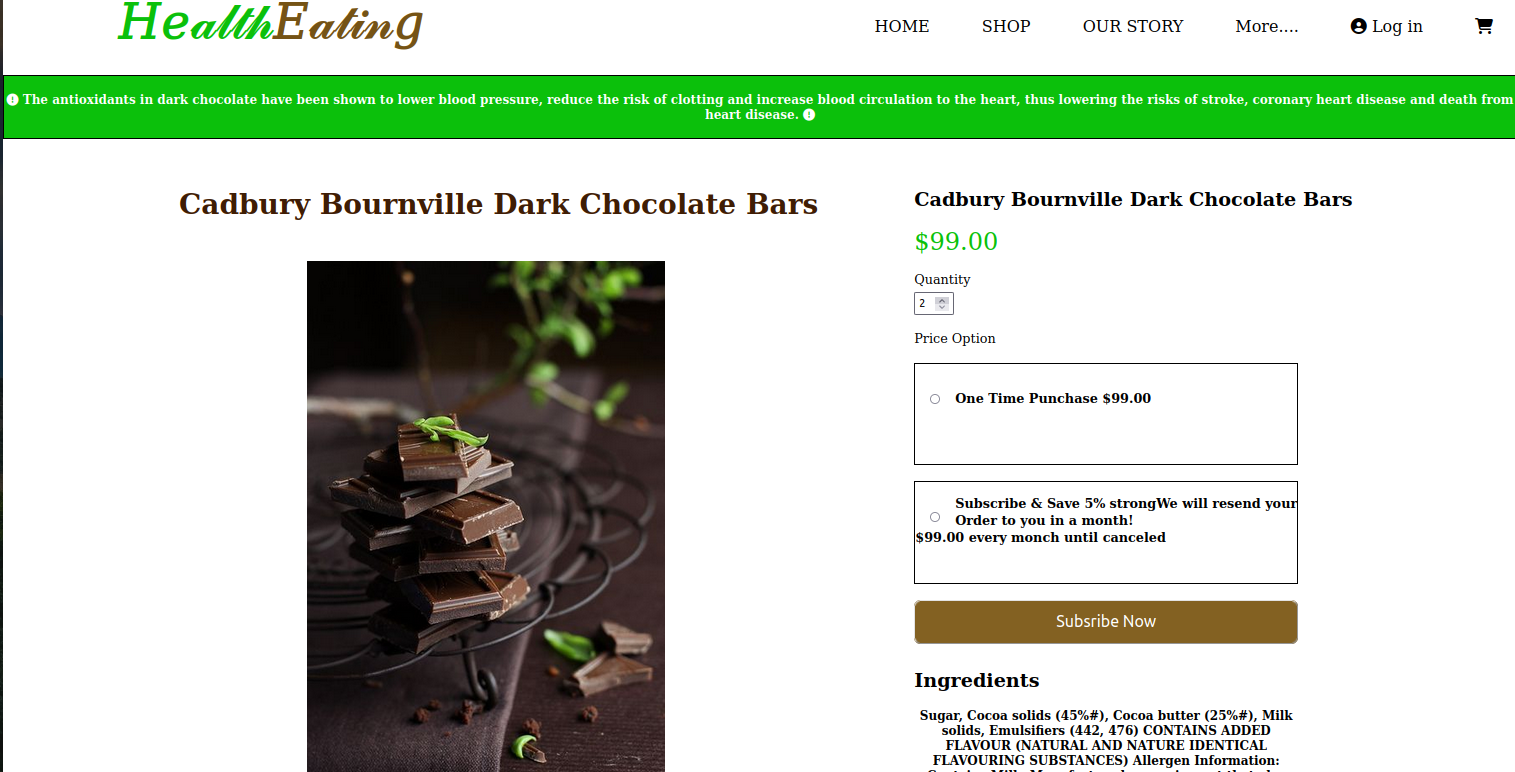 HealthEating
HOME SHOP OUR STORY More.... Log in
The antioxidants in dark chocolate have been shown to lower blood pressure, reduce the risk of clotting and increase blood circulation to the heart, thus lowering the risks of stroke, coronary heart disease and death from
heart disease.
Cadbury Bournville Dark Chocolate Bars
Cadbury Bournville Dark Chocolate Bars
$99.00
Quantity
2
Price Option
One Time Punchase $99.00
Subscribe & Save 5% strongWe will resend your
Order to you in a month!
$99.00 every monch until canceled
Subsribe Now
Ingredients
Sugar, Cocoa solids (45%#), Cocoa butter (25%#), Milk
solids, Emulsifiers (442, 476) CONTAINS ADDED
FLAVOUR (NATURAL AND NATURE IDENTICAL
FLAVOURING SUBSTANCES) Allergen Information: